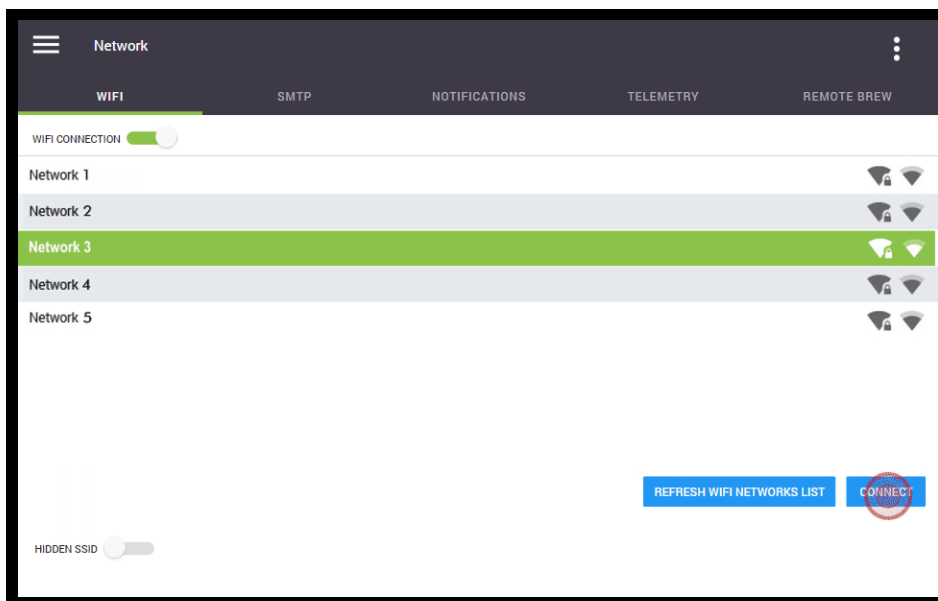 Network
WIFI SMTP NOTIFICATIONS TELEMETRY REMOTE BREW
WIFI CONNECTION
Network 1
Network 2
Network 3
Network 4
Network 5
REFRESH WIFI NETWORKS LIST CONNECT
HIDDEN SSID